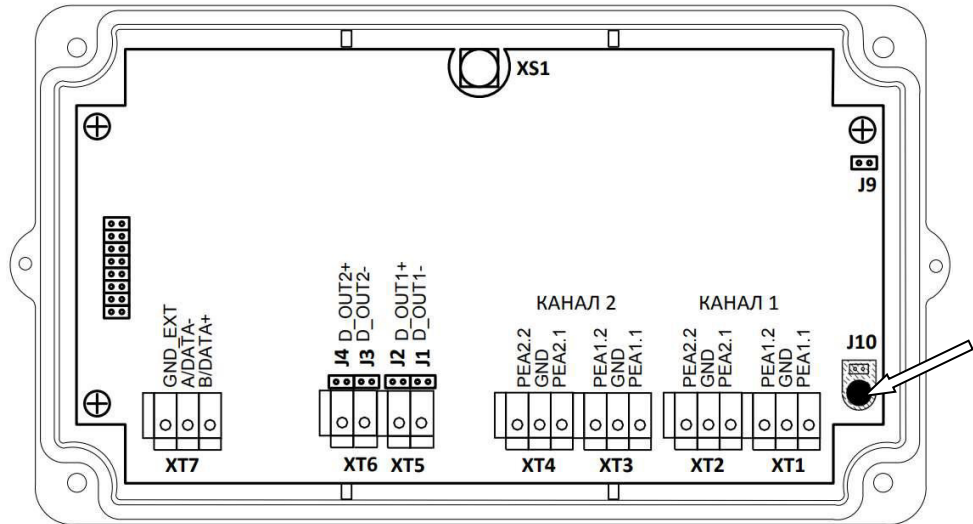 XS1
J9
GND_EXT
A/DATA-
B/DATA+
J4 D_OUT2+
J3 D_OUT2-
J2 D_OUT1+
J1 D_OUT1-
КАНАЛ 2
КАНАЛ 1
PEA2.2
GND
PEA2.1
PEA1.2
GND
PEA1.1
PEA2.2
GND
PEA2.1
PEA1.2
GND
PEA1.1
J10
XT7
XT6
XT5
XT4
XT3
XT2
XT1